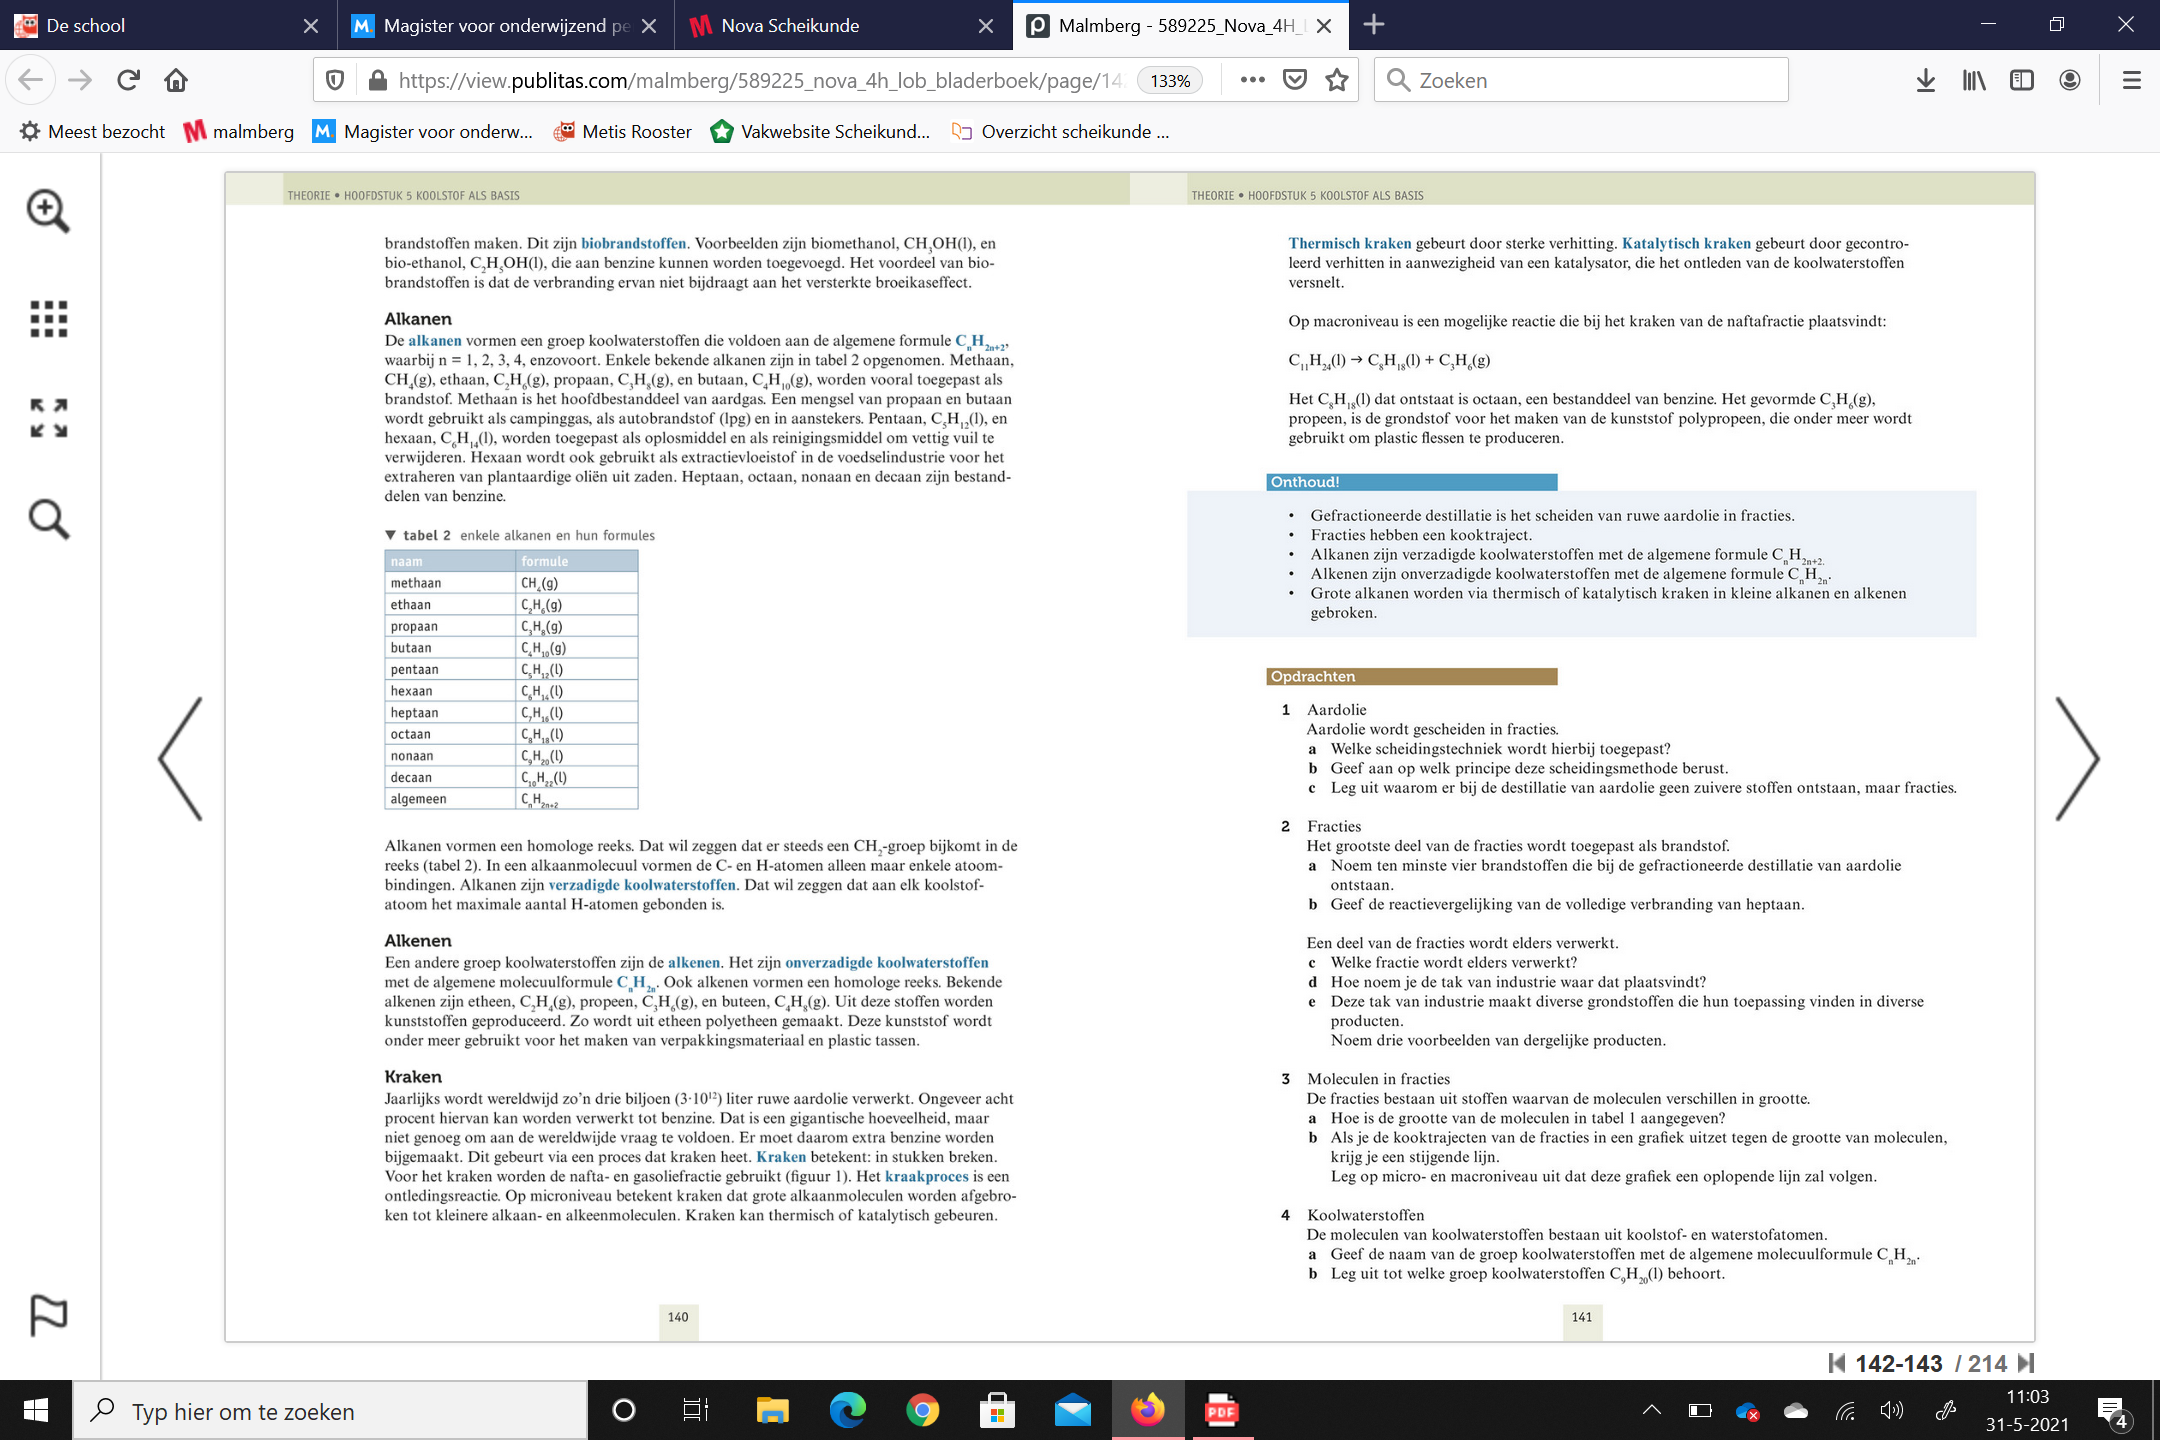 De school
Magister voor onderwijzend pe
Nova Scheikunde
Malmberg - 589225_Nova_4H_L
https://view.publitas.com/malmberg/589225_nova_4h_lob_bladerboek/page/14
133%
Zoeken
Meest bezocht
malmberg
Magister voor onderw...
Metis Rooster
Vakwebsite Scheikund...
Overzicht scheikunde ...
THEORIE • HOOFDSTUK 5 KOOLSTOF ALS BASIS
brandstoffen maken. Dit zijn biobrandstoffen. Voorbeelden zijn biomethanol, CH₃OH(l), en
bio-ethanol, C₂H₅OH(l), die aan benzine kunnen worden toegevoegd. Het voordeel van bio-
brandstoffen is dat de verbranding ervan niet bijdraagt aan het versterkte broeikaseffect.
Alkanen
De alkanen vormen een groep koolwaterstoffen die voldoen aan de algemene formule CₙH₂ₙ₊₂,
waarbij n = 1, 2, 3, 4, enzovoort. Enkele bekende alkanen zijn in tabel 2 opgenomen. Methaan,
CH₄(g), ethaan, C₂H₆(g), propaan, C₃H₈(g), en butaan, C₄H₁₀(g), worden vooral toegepast als
brandstof. Methaan is het hoofdbestanddeel van aardgas. Een mengsel van propaan en butaan
wordt gebruikt als campinggas, als autobrandstof (lpg) en in aanstekers. Pentaan, C₅H₁₂(l), en
hexaan, C₆H₁₄(l), worden toegepast als oplosmiddel en als reinigingsmiddel om vettig vuil te
verwijderen. Hexaan wordt ook gebruikt als extractievloeistof in de voedselindustrie voor het
extraheren van plantaardige oliën uit zaden. Heptaan, octaan, nonaan en decaan zijn bestand-
delen van benzine.
▼ tabel 2 enkele alkanen en hun formules
naam formule
methaan CH₄(g)
ethaan C₂H₆(g)
propaan C₃H₈(g)
butaan C₄H₁₀(g)
pentaan C₅H₁₂(l)
hexaan C₆H₁₄(l)
heptaan C₇H₁₆(l)
octaan C₈H₁₈(l)
nonaan C₉H₂₀(l)
decaan C₁₀H₂₂(l)
algemeen CₙH₂ₙ₊₂
Alkanen vormen een homologe reeks. Dat wil zeggen dat er steeds een CH₂-groep bijkomt in de
reeks (tabel 2). In een alkaanmolecuul vormen de C- en H-atomen alleen maar enkele atoom-
bindingen. Alkanen zijn verzadigde koolwaterstoffen. Dat wil zeggen dat aan elk koolstof-
atoom het maximale aantal H-atomen gebonden is.
Alkenen
Een andere groep koolwaterstoffen zijn de alkenen. Het zijn onverzadigde koolwaterstoffen
met de algemene molecuulformule CₙH₂ₙ. Ook alkenen vormen een homologe reeks. Bekende
alkenen zijn etheen, C₂H₄(g), propeen, C₃H₆(g), en buteen, C₄H₈(g). Uit deze stoffen worden
kunststoffen geproduceerd. Zo wordt uit etheen polyetheen gemaakt. Deze kunststof wordt
onder meer gebruikt voor het maken van verpakkingsmateriaal en plastic tassen.
Kraken
Jaarlijks wordt wereldwijd zo'n drie biljoen (3·10¹²) liter ruwe aardolie verwerkt. Ongeveer acht
procent hiervan kan worden verwerkt tot benzine. Dat is een gigantische hoeveelheid, maar
niet genoeg om aan de wereldwijde vraag te voldoen. Er moet daarom extra benzine worden
bijgemaakt. Dit gebeurt via een proces dat kraken heet. Kraken betekent: in stukken breken.
Voor het kraken worden de nafta- en gasoliefractie gebruikt (figuur 1). Het kraakproces is een
ontledingsreactie. Op microniveau betekent kraken dat grote alkaanmoleculen worden afgebro-
ken tot kleinere alkaan- en alkeenmoleculen. Kraken kan thermisch of katalytisch gebeuren.
140
THEORIE • HOOFDSTUK 5 KOOLSTOF ALS BASIS
Thermisch kraken gebeurt door sterke verhitting. Katalytisch kraken gebeurt door gecontro-
leerd verhitten in aanwezigheid van een katalysator, die het ontleden van de koolwaterstoffen
versnelt.
Op macroniveau is een mogelijke reactie die bij het kraken van de naftafractie plaatsvindt:
C₁₁H₂₄(l) → C₈H₁₈(l) + C₃H₆(g)
Het C₈H₁₈(l) dat ontstaat is octaan, een bestanddeel van benzine. Het gevormde C₃H₆(g),
propeen, is de grondstof voor het maken van de kunststof polypropeen, die onder meer wordt
gebruikt om plastic flessen te produceren.
Onthoud!
• Gefractioneerde destillatie is het scheiden van ruwe aardolie in fracties.
• Fracties hebben een kooktraject.
• Alkanen zijn verzadigde koolwaterstoffen met de algemene formule CₙH₂ₙ₊₂.
• Alkenen zijn onverzadigde koolwaterstoffen met de algemene formule CₙH₂ₙ.
• Grote alkanen worden via thermisch of katalytisch kraken in kleine alkanen en alkenen
gebroken.
Opdrachten
1 Aardolie
Aardolie wordt gescheiden in fracties.
a Welke scheidingstechniek wordt hierbij toegepast?
b Geef aan op welk principe deze scheidingsmethode berust.
c Leg uit waarom er bij de destillatie van aardolie geen zuivere stoffen ontstaan, maar fracties.
2 Fracties
Het grootste deel van de fracties wordt toegepast als brandstof.
a Noem ten minste vier brandstoffen die bij de gefractioneerde destillatie van aardolie
ontstaan.
b Geef de reactievergelijking van de volledige verbranding van heptaan.
Een deel van de fracties wordt elders verwerkt.
c Welke fractie wordt elders verwerkt?
d Hoe noem je de tak van industrie waar dat plaatsvindt?
e Deze tak van industrie maakt diverse grondstoffen die hun toepassing vinden in diverse
producten.
Noem drie voorbeelden van dergelijke producten.
3 Moleculen in fracties
De fracties bestaan uit stoffen waarvan de moleculen verschillen in grootte.
a Hoe is de grootte van de moleculen in tabel 1 aangegeven?
b Als je de kooktrajecten van de fracties in een grafiek uitzet tegen de grootte van moleculen,
krijg je een stijgende lijn.
Leg op micro- en macroniveau uit dat deze grafiek een oplopende lijn zal volgen.
4 Koolwaterstoffen
De moleculen van koolwaterstoffen bestaan uit koolstof- en waterstofatomen.
a Geef de naam van de groep koolwaterstoffen met de algemene molecuulformule CₙH₂ₙ.
b Leg uit tot welke groep koolwaterstoffen C₉H₂₀(l) behoort.
141
142-143 / 214
Typ hier om te zoeken
PDF
11:03
31-5-2021
4